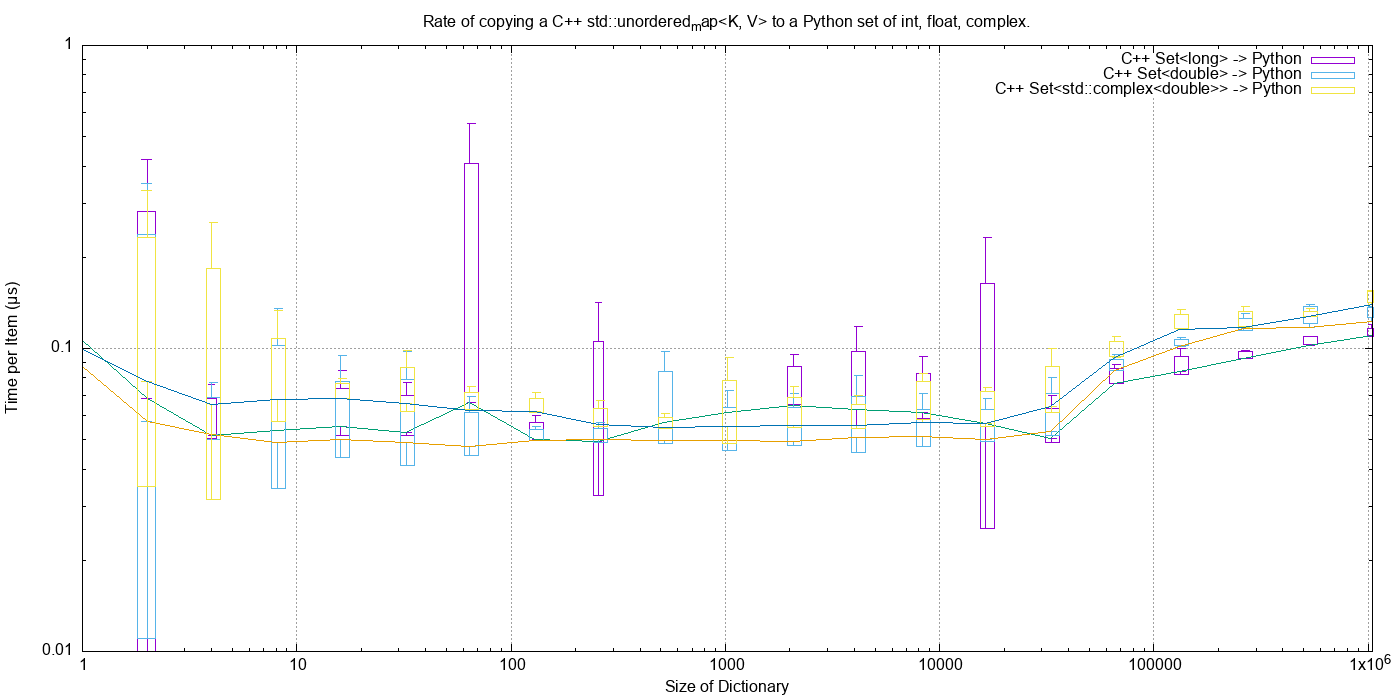 Rate of copying a C++ std::unordered_map<K, V> to a Python set of int, float, complex.
C++ Set<long> -> Python
C++ Set<double> -> Python
C++ Set<std::complex<double>> -> Python
Time per Item (µs)
1
0.1
0.01
1 10 100 1000 10000 100000 1x10⁶
Size of Dictionary